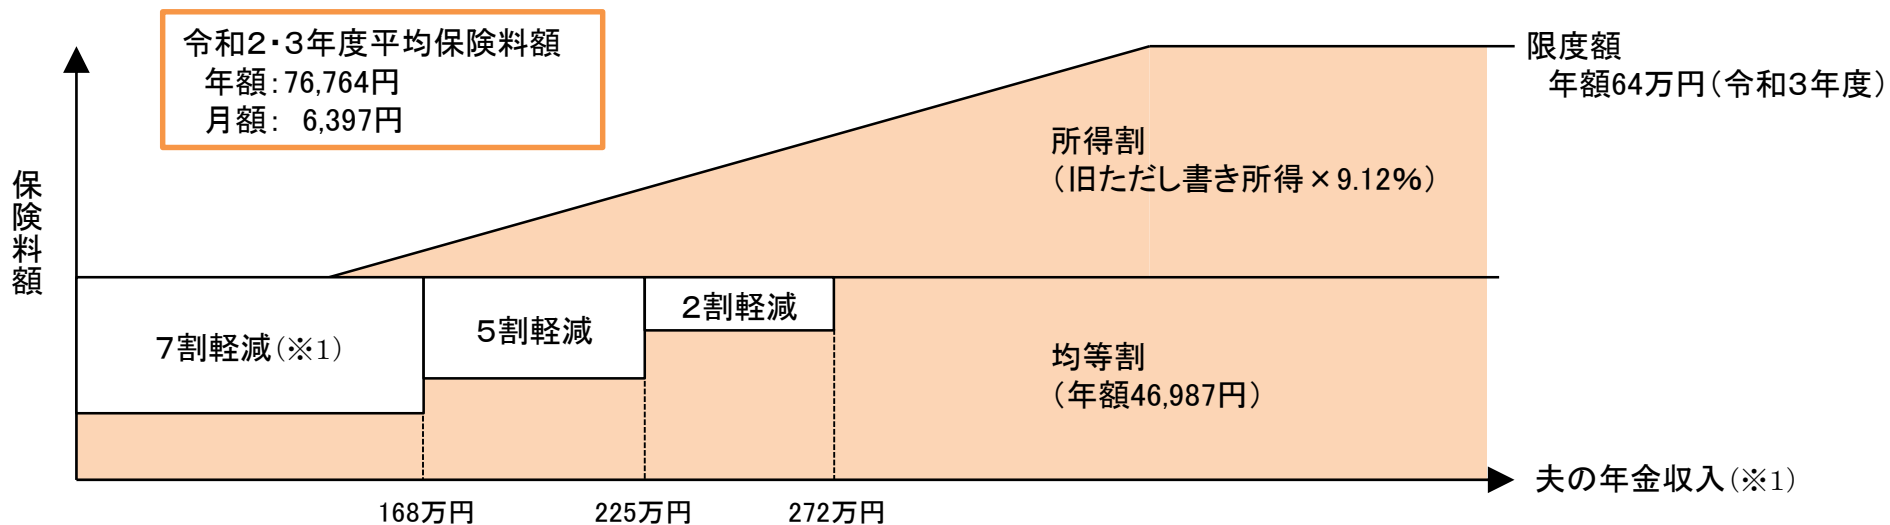 令和2・3年度平均保険料額
年額：76,764円
月額： 6,397円
限度額
年額64万円（令和3年度）
所得割
（旧ただし書き所得×9.12％）
保険料額
7割軽減(※1)
5割軽減
2割軽減
均等割
（年額46,987円）
夫の年金収入(※1)
168万円
225万円
272万円